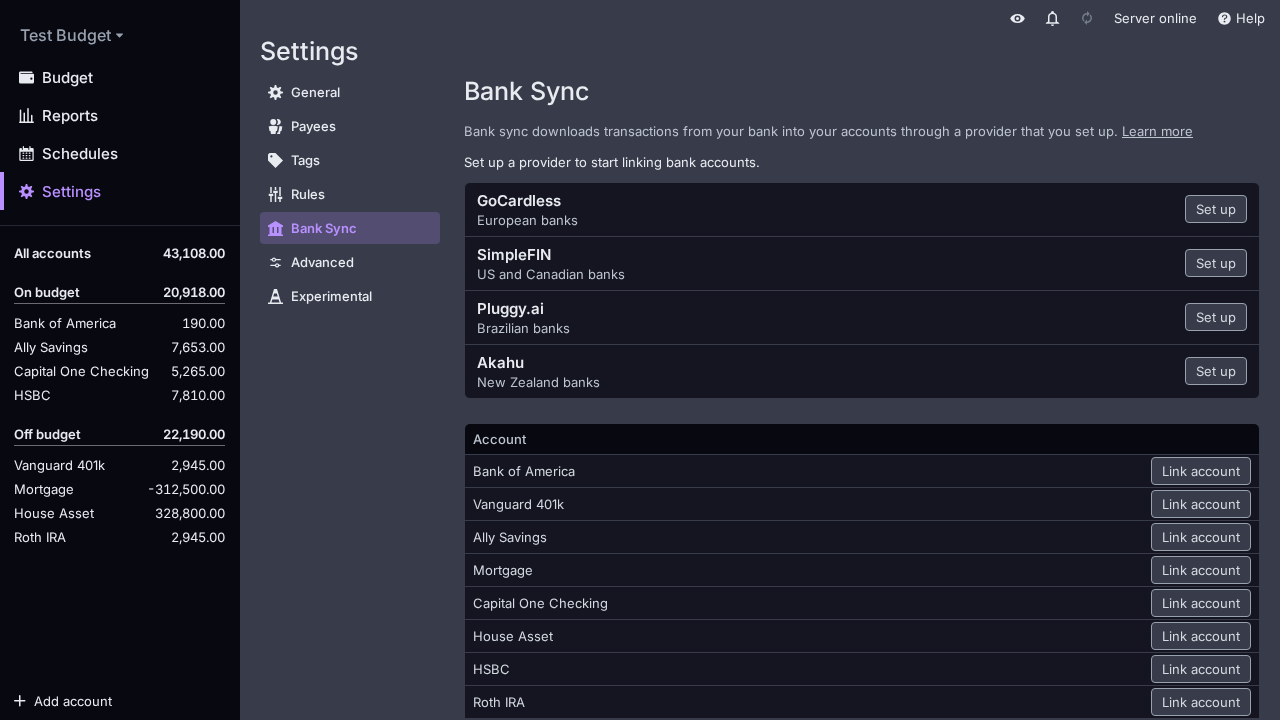 Test Budget
Server online
Help
Settings
Budget
Reports
Schedules
Settings
All accounts 43,108.00
On budget 20,918.00
Bank of America 190.00
Ally Savings 7,653.00
Capital One Checking 5,265.00
HSBC 7,810.00
Off budget 22,190.00
Vanguard 401k 2,945.00
Mortgage -312,500.00
House Asset 328,800.00
Roth IRA 2,945.00
Add account
General
Payees
Tags
Rules
Bank Sync
Advanced
Experimental
Bank Sync
Bank sync downloads transactions from your bank into your accounts through a provider that you set up. Learn more
Set up a provider to start linking bank accounts.
GoCardless
European banks
Set up
SimpleFIN
US and Canadian banks
Set up
Pluggy.ai
Brazilian banks
Set up
Akahu
New Zealand banks
Set up
Account
Bank of America Link account
Vanguard 401k Link account
Ally Savings Link account
Mortgage Link account
Capital One Checking Link account
House Asset Link account
HSBC Link account
Roth IRA Link account